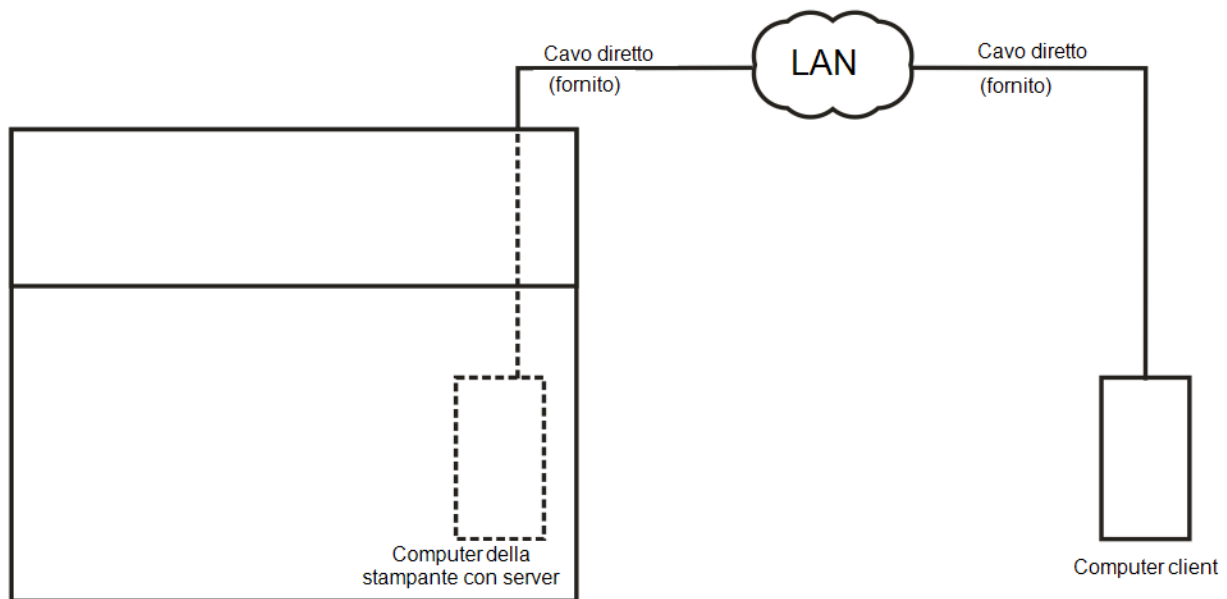 Cavo diretto
(fornito)
LAN
Cavo diretto
(fornito)
Computer della
stampante con server
Computer client